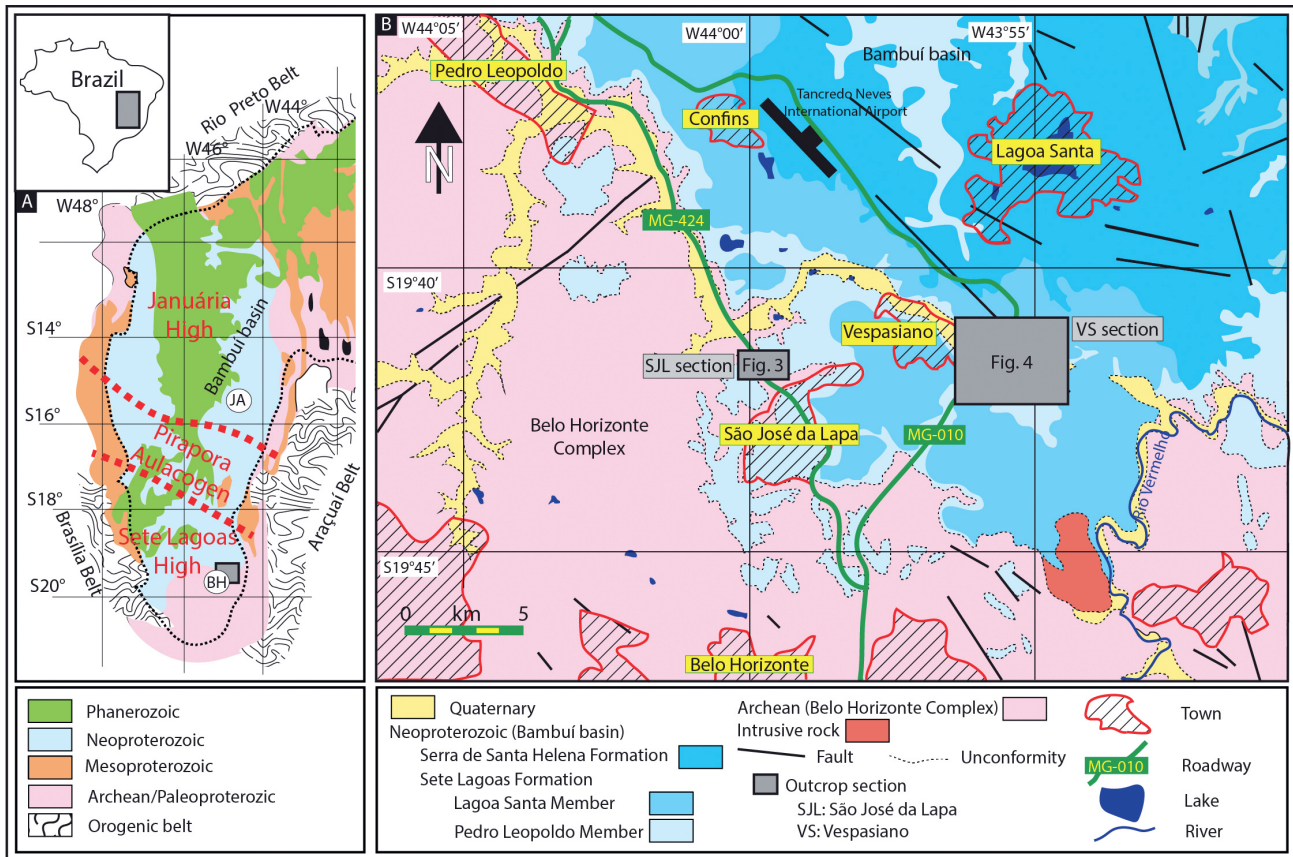 Brazil
A
Rio Preto Belt
W44°
W46°
W48°
S14°
S16°
S18°
S20°
Januária
High
Bambuí basin
JA
Pirapora
Aulacogen
Sete Lagoas
High
BH
Brasília Belt
Araçuaí Belt
B
W44°05’
W44°00’
W43°55’
S19°40’
S19°45’
Pedro Leopoldo
Confins
Tancredo Neves
International Airport
Bambuí basin
Lagoa Santa
N
MG-424
Vespasiano
VS section
SJL section
Fig. 3
Fig. 4
São José da Lapa
MG-010
Belo Horizonte
Complex
Rio Vermelho
0 km 5
Belo Horizonte
Phanerozoic
Neoproterozoic
Mesoproterozoic
Archean/Paleoproterozic
Orogenic belt
Quaternary
Neoproterozoic (Bambuí basin)
Serra de Santa Helena Formation
Sete Lagoas Formation
Lagoa Santa Member
Pedro Leopoldo Member
Archean (Belo Horizonte Complex)
Intrusive rock
Fault
Unconformity
Outcrop section
SJL: São José da Lapa
VS: Vespasiano
Town
MG-010
Roadway
Lake
River